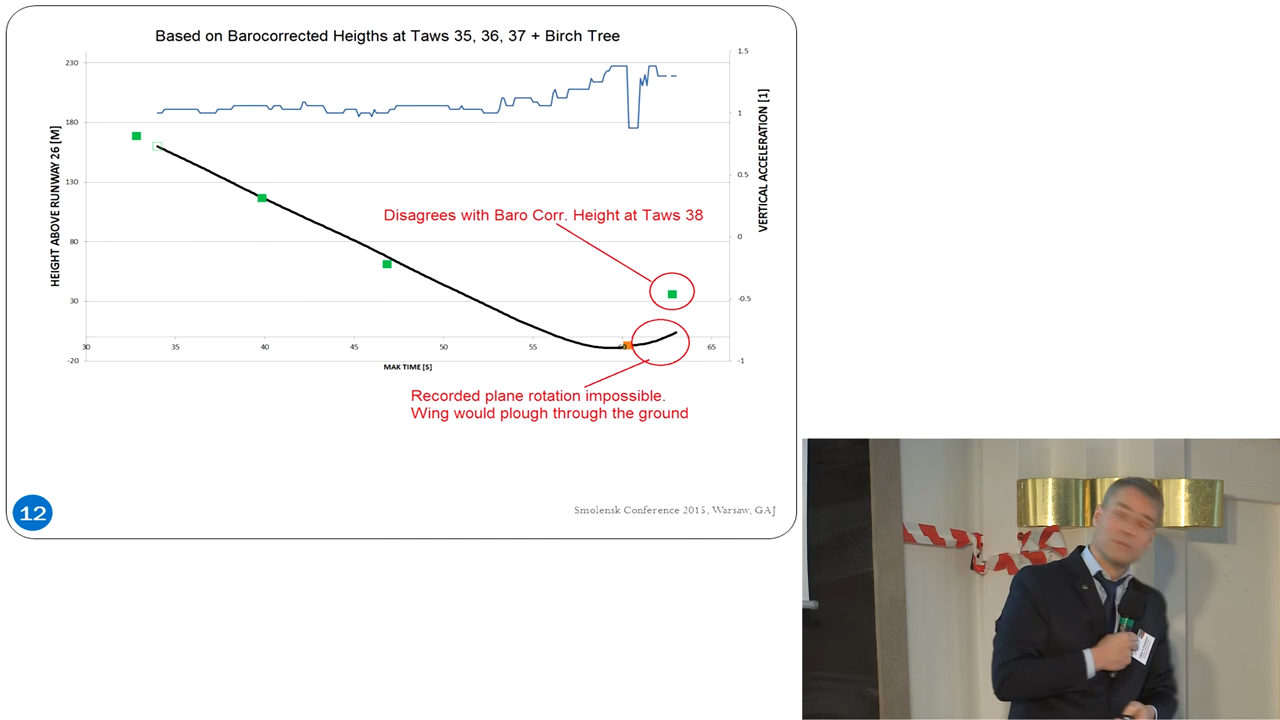 Based on Barocorrected Heigths at Taws 35, 36, 37 + Birch Tree
HEIGHT ABOVE RUNWAY 26 [M]
230
180
130
80
30
-20
1.5
1
0.5
0
-0.5
-1
VERTICAL ACCELERATION [1]
Disagrees with Baro Corr. Height at Taws 38
30
35
40
45
50
55
60
65
MAK TIME [S]
Recorded plane rotation impossible.
Wing would plough through the ground
12
Smolensk Conference 2015, Warsaw, GAJ